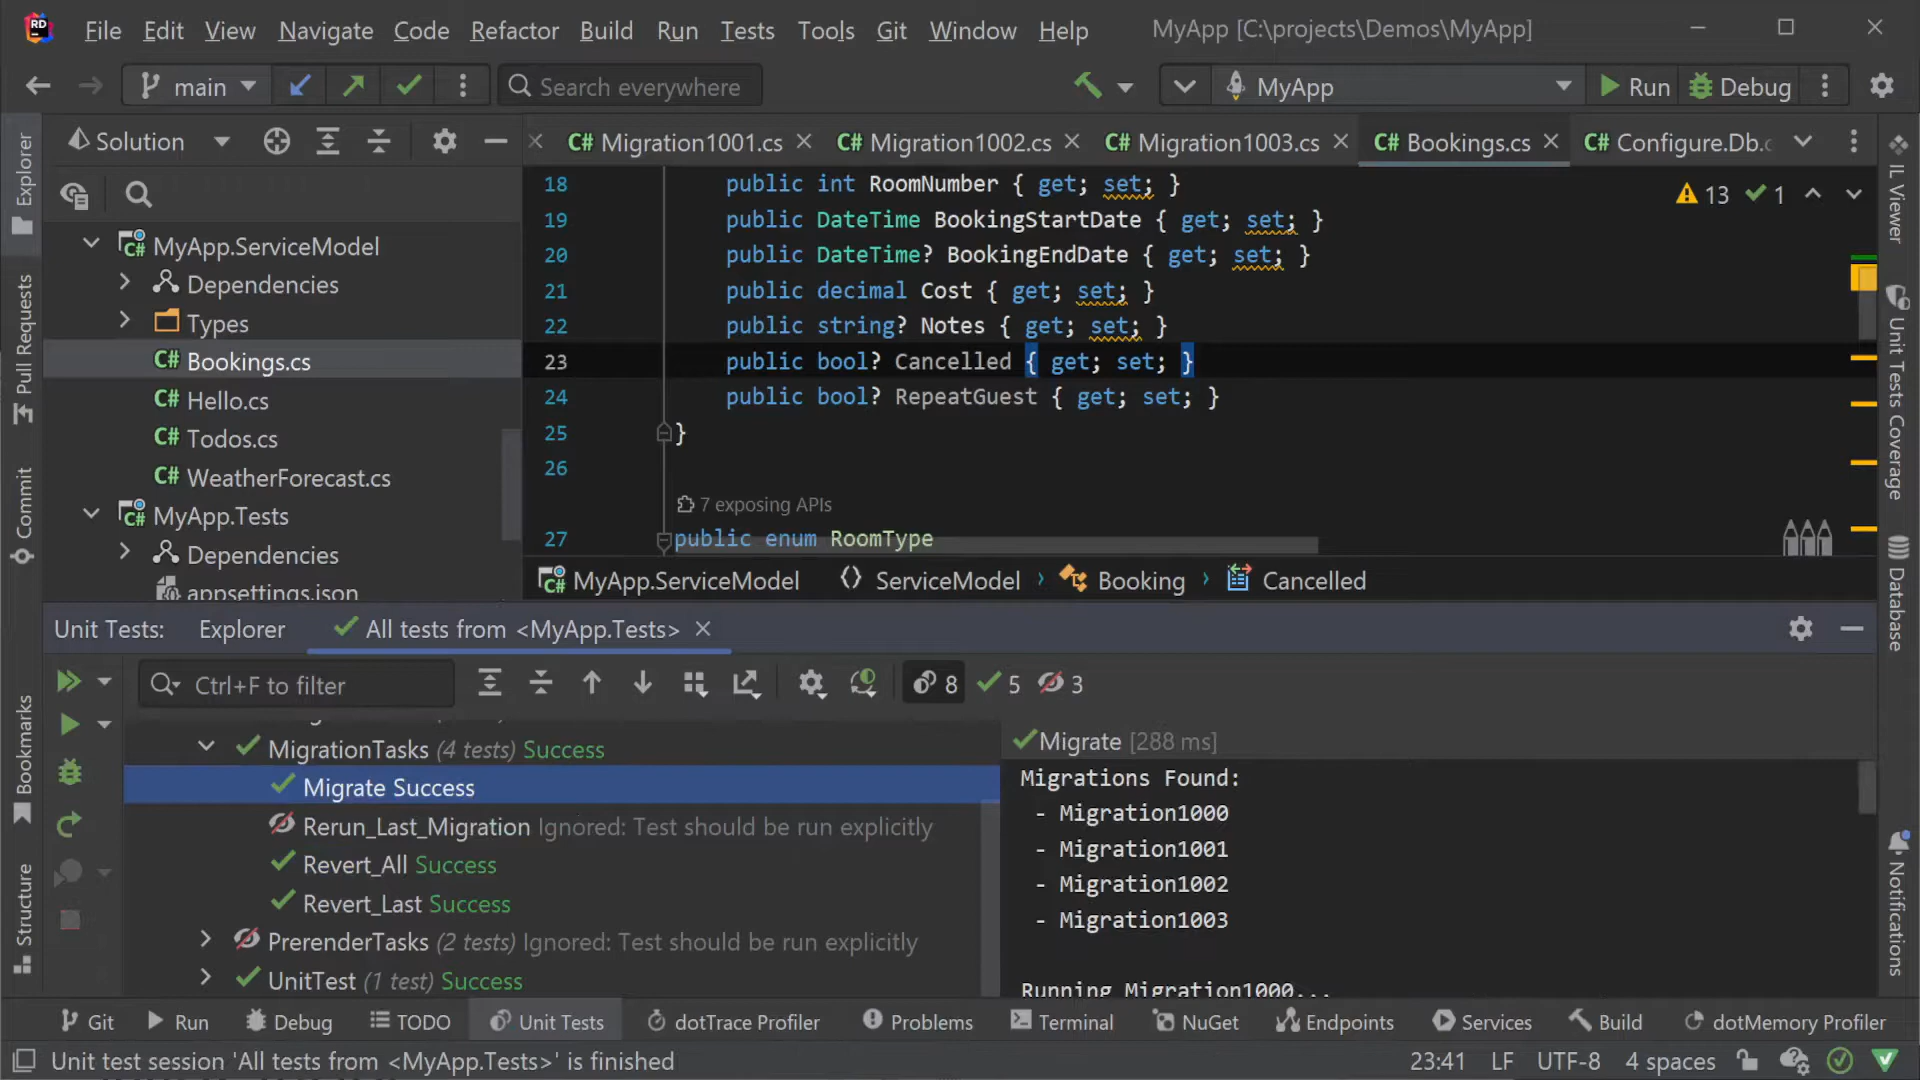 RD File Edit View Navigate Code Refactor Build Run Tests Tools Git Window Help MyApp [C:\projects\Demos\MyApp]
main Search everywhere MyApp Run Debug
Explorer
Pull Requests
Commit
Bookmarks
Structure
Solution
MyApp.ServiceModel
Dependencies
Types
C# Bookings.cs
C# Hello.cs
C# Todos.cs
C# WeatherForecast.cs
MyApp.Tests
Dependencies
appsettings.json
C# Migration1001.cs C# Migration1002.cs C# Migration1003.cs C# Bookings.cs C# Configure.Db.c
13 1
18 public int RoomNumber { get; set; }
19 public DateTime BookingStartDate { get; set; }
20 public DateTime? BookingEndDate { get; set; }
21 public decimal Cost { get; set; }
22 public string? Notes { get; set; }
23 public bool? Cancelled { get; set; }
24 public bool? RepeatGuest { get; set; }
25 }
26
7 exposing APIs
27 public enum RoomType
MyApp.ServiceModel ServiceModel › Booking › Cancelled
IL Viewer
Unit Tests Coverage
Database
Notifications
Unit Tests: Explorer All tests from <MyApp.Tests>
Ctrl+F to filter 8 5 3
MigrationTasks (4 tests) Success
Migrate Success
Rerun_Last_Migration Ignored: Test should be run explicitly
Revert_All Success
Revert_Last Success
PrerenderTasks (2 tests) Ignored: Test should be run explicitly
UnitTest (1 test) Success
Migrate [288 ms]
Migrations Found:
- Migration1000
- Migration1001
- Migration1002
- Migration1003
Running Migration1000...
Git Run Debug TODO Unit Tests dotTrace Profiler Problems Terminal NuGet Endpoints Services Build dotMemory Profiler
Unit test session 'All tests from <MyApp.Tests>' is finished 23:41 LF UTF-8 4 spaces